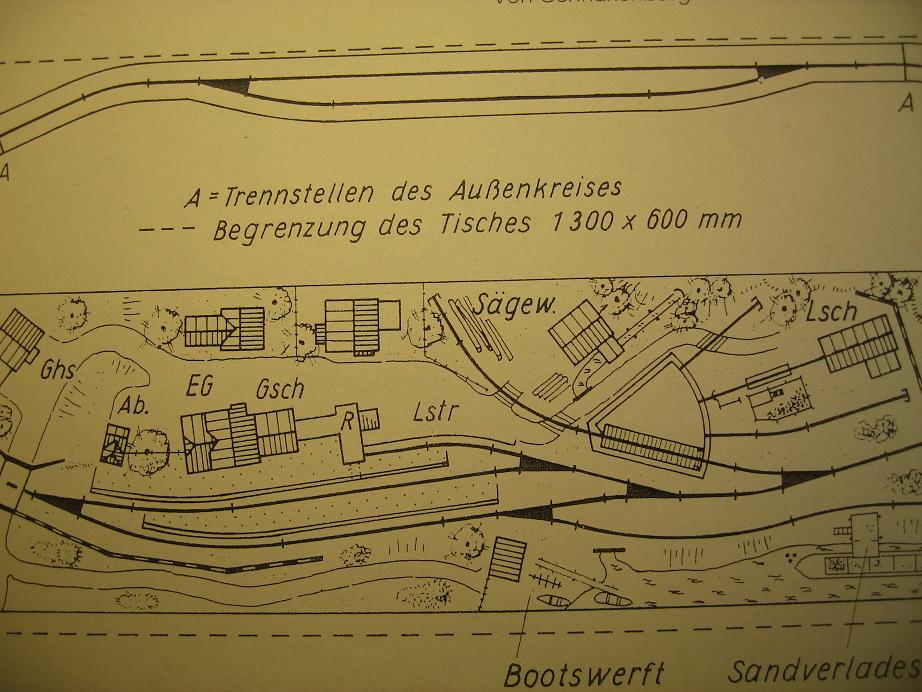 A
A
A = Trennstellen des Außenkreises
--- Begrenzung des Tisches 1300 x 600 mm
Sägew.
Lsch
Ghs
EG
Gsch
Ab.
R
Lstr
Bootswerft
Sandverlades